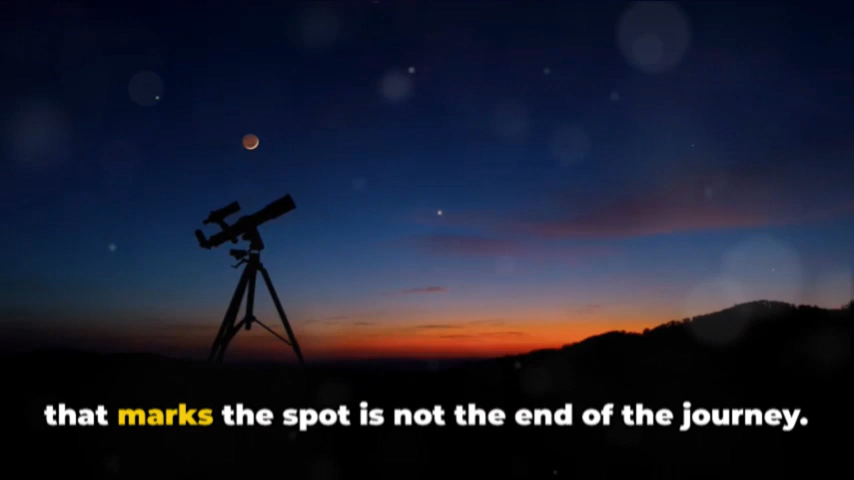 that marks the spot is not the end of the journey.